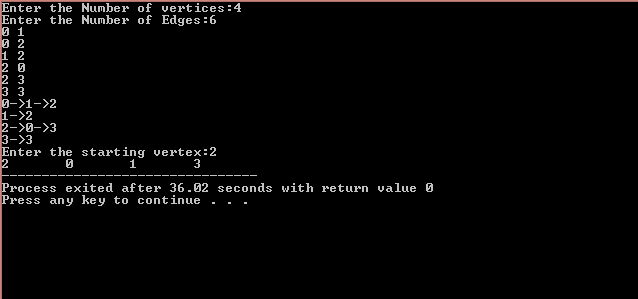 Enter the Number of vertices:4
Enter the Number of Edges:6
0 1
0 2
1 2
2 0
2 3
3 3
0->1->2
1->2
2->0->3
3->3
Enter the starting vertex:2
2       0       1       3
--------------------------------
Process exited after 36.02 seconds with return value 0
Press any key to continue . . .